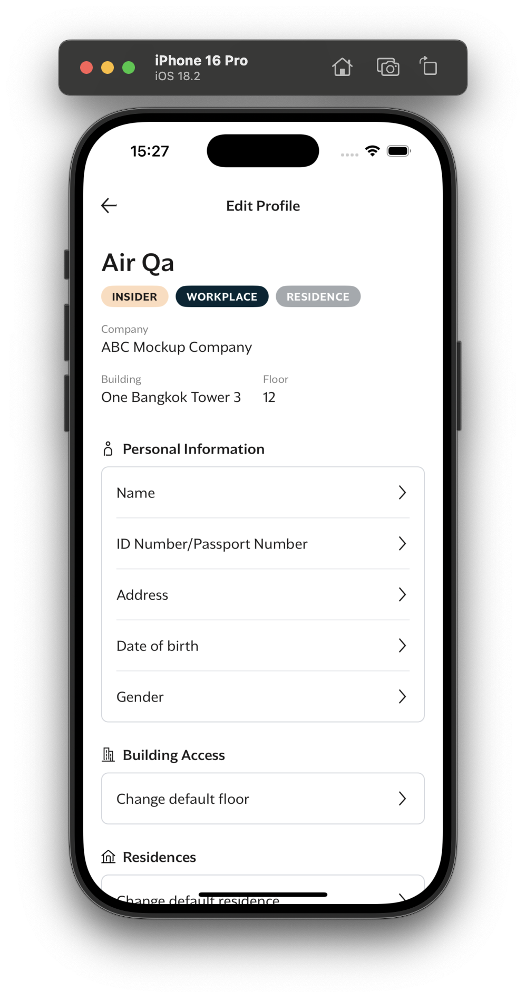 iPhone 16 Pro
iOS 18.2
15:27
Edit Profile
Air Qa
INSIDER WORKPLACE RESIDENCE
Company
ABC Mockup Company
Building Floor
One Bangkok Tower 3 12
Personal Information
Name
ID Number/Passport Number
Address
Date of birth
Gender
Building Access
Change default floor
Residences
Change default residence